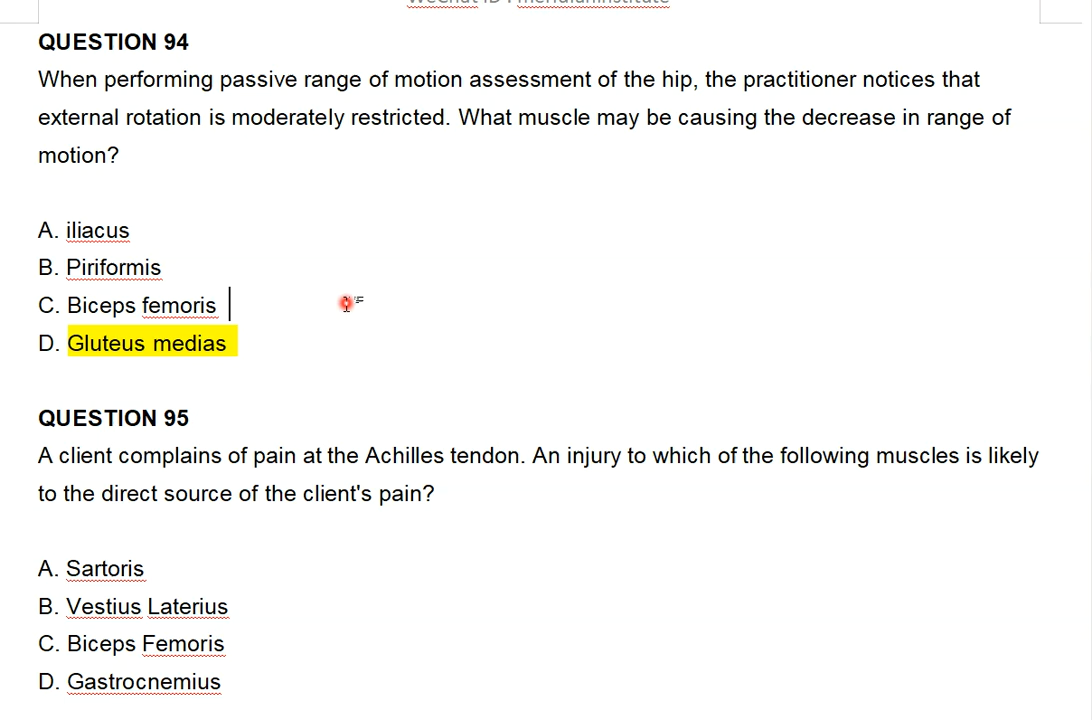 QUESTION 94
When performing passive range of motion assessment of the hip, the practitioner notices that
external rotation is moderately restricted. What muscle may be causing the decrease in range of
motion?
A. iliacus
B. Piriformis
C. Biceps femoris
D. Gluteus medias
QUESTION 95
A client complains of pain at the Achilles tendon. An injury to which of the following muscles is likely
to the direct source of the client's pain?
A. Sartoris
B. Vestius Laterius
C. Biceps Femoris
D. Gastrocnemius